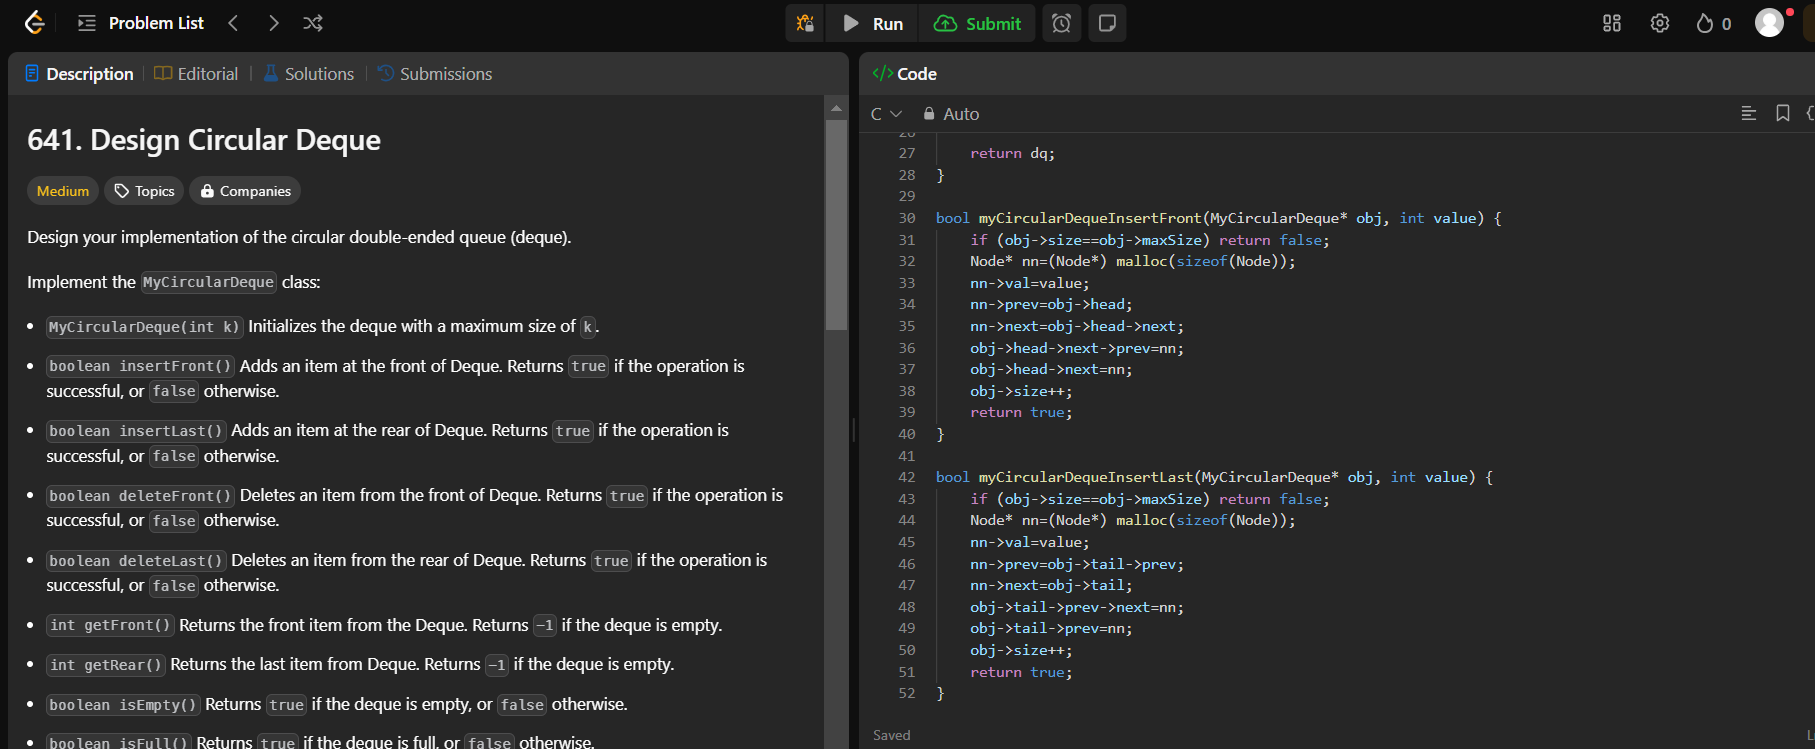 Problem List
Run
Submit
0
Description
Editorial
Solutions
Submissions
641. Design Circular Deque
Medium
Topics
Companies
Design your implementation of the circular double-ended queue (deque).
Implement the MyCircularDeque class:
• MyCircularDeque(int k) Initializes the deque with a maximum size of k.
• boolean insertFront() Adds an item at the front of Deque. Returns true if the operation is
successful, or false otherwise.
• boolean insertLast() Adds an item at the rear of Deque. Returns true if the operation is
successful, or false otherwise.
• boolean deleteFront() Deletes an item from the front of Deque. Returns true if the operation is
successful, or false otherwise.
• boolean deleteLast() Deletes an item from the rear of Deque. Returns true if the operation is
successful, or false otherwise.
• int getFront() Returns the front item from the Deque. Returns -1 if the deque is empty.
• int getRear() Returns the last item from Deque. Returns -1 if the deque is empty.
• boolean isEmpty() Returns true if the deque is empty, or false otherwise.
• boolean isFull() Returns true if the deque is full, or false otherwise.
</> Code
C
Auto
26
27 return dq;
28 }
29
30 bool myCircularDequeInsertFront(MyCircularDeque* obj, int value) {
31 if (obj->size==obj->maxSize) return false;
32 Node* nn=(Node*) malloc(sizeof(Node));
33 nn->val=value;
34 nn->prev=obj->head;
35 nn->next=obj->head->next;
36 obj->head->next->prev=nn;
37 obj->head->next=nn;
38 obj->size++;
39 return true;
40 }
41
42 bool myCircularDequeInsertLast(MyCircularDeque* obj, int value) {
43 if (obj->size==obj->maxSize) return false;
44 Node* nn=(Node*) malloc(sizeof(Node));
45 nn->val=value;
46 nn->prev=obj->tail->prev;
47 nn->next=obj->tail;
48 obj->tail->prev->next=nn;
49 obj->tail->prev=nn;
50 obj->size++;
51 return true;
52 }
Saved